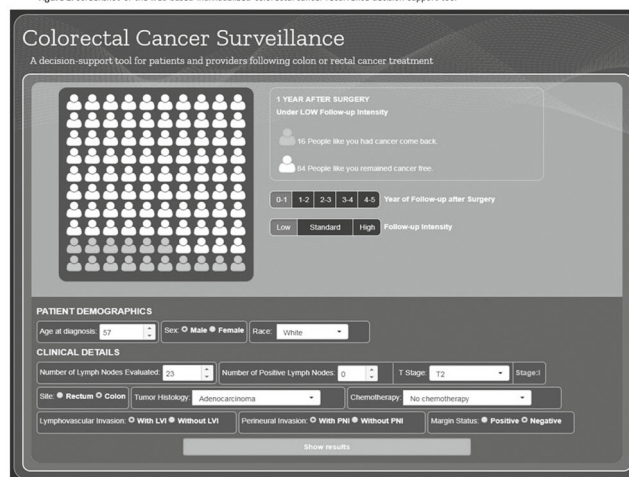 Colorectal Cancer Surveillance
A decision-support tool for patients and providers following colon or rectal cancer treatment
1 YEAR AFTER SURGERY
Under LOW Follow-up Intensity
16 People like you had cancer come back.
84 People like you remained cancer free.
0-1 1-2 2-3 3-4 4-5 Year of Follow-up after Surgery
Low Standard High Follow-up Intensity
PATIENT DEMOGRAPHICS
Age at diagnosis: 57 Sex: Male Female Race: White
CLINICAL DETAILS
Number of Lymph Nodes Evaluated: 23 Number of Positive Lymph Nodes: 0 T Stage: T2 Stage:I
Site: Rectum Colon Tumor Histology: Adenocarcinoma Chemotherapy: No chemotherapy
Lymphovascular Invasion: With LVI Without LVI Perineural Invasion: With PNI Without PNI Margin Status: Positive Negative
Show results